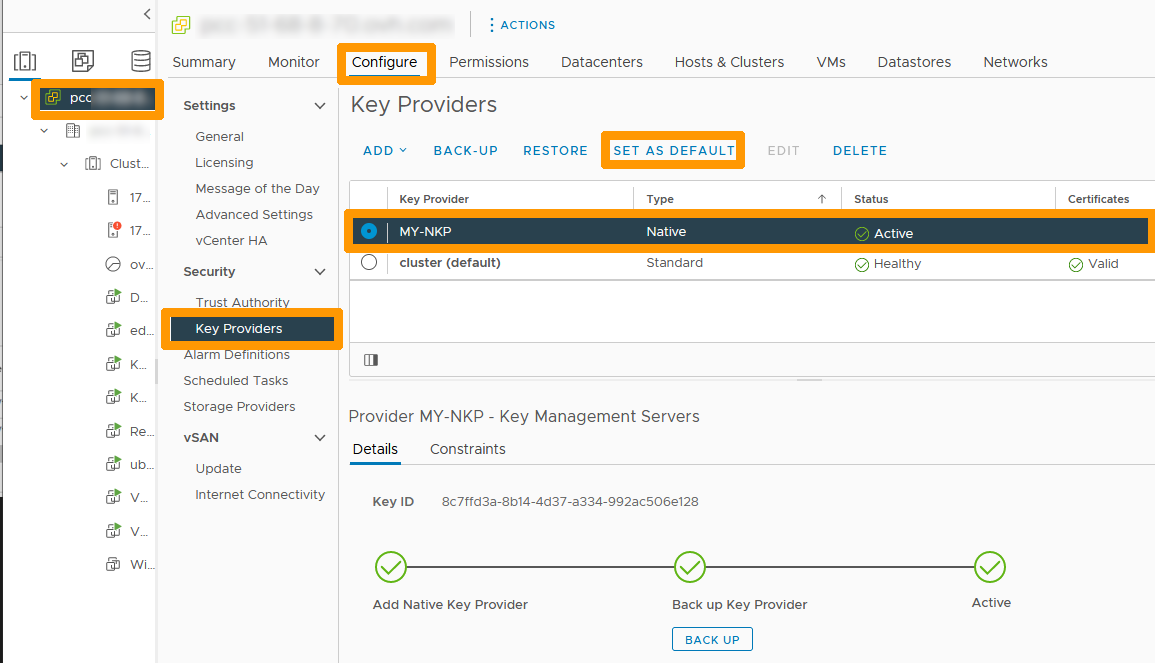 ACTIONS
Summary Monitor Configure Permissions Datacenters Hosts & Clusters VMs Datastores Networks
pcc
Clust...
17...
17...
ov...
D...
ed...
K...
K...
Re...
ub...
V...
V...
Wi...
Settings
General
Licensing
Message of the Day
Advanced Settings
vCenter HA
Security
Trust Authority
Key Providers
Alarm Definitions
Scheduled Tasks
Storage Providers
vSAN
Update
Internet Connectivity
Key Providers
ADD BACK-UP RESTORE SET AS DEFAULT EDIT DELETE
Key Provider Type Status Certificates
MY-NKP Native Active
cluster (default) Standard Healthy Valid
Provider MY-NKP - Key Management Servers
Details Constraints
Key ID 8c7ffd3a-8b14-4d37-a334-992ac506e128
Add Native Key Provider Back up Key Provider Active
BACK UP